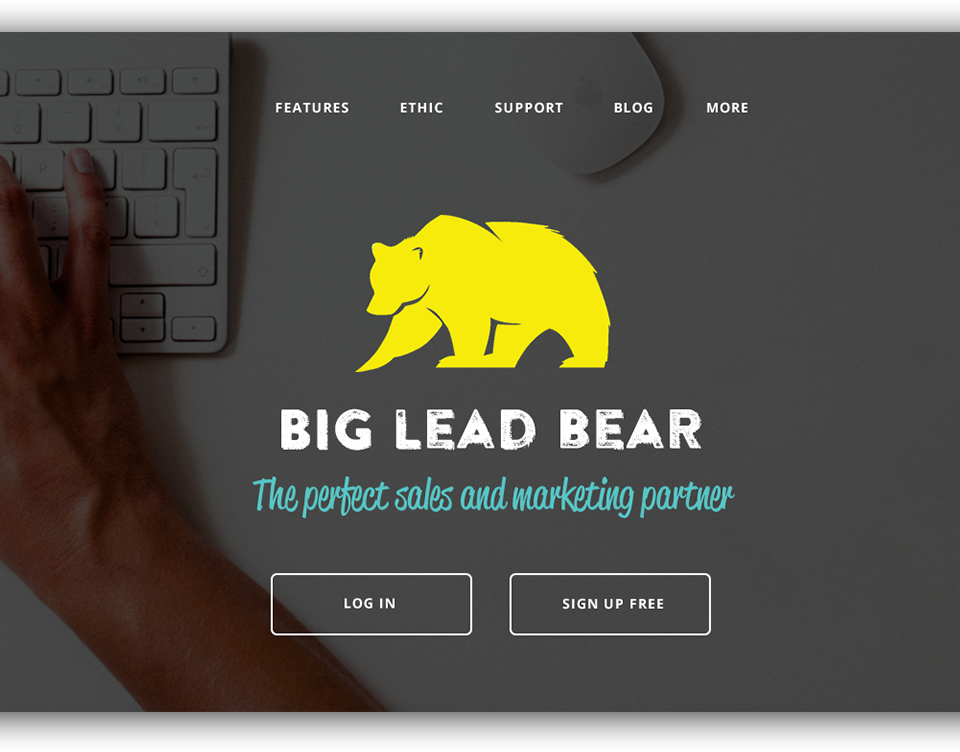 FEATURES ETHIC SUPPORT BLOG MORE
BIG LEAD BEAR
The perfect sales and marketing partner
LOG IN SIGN UP FREE